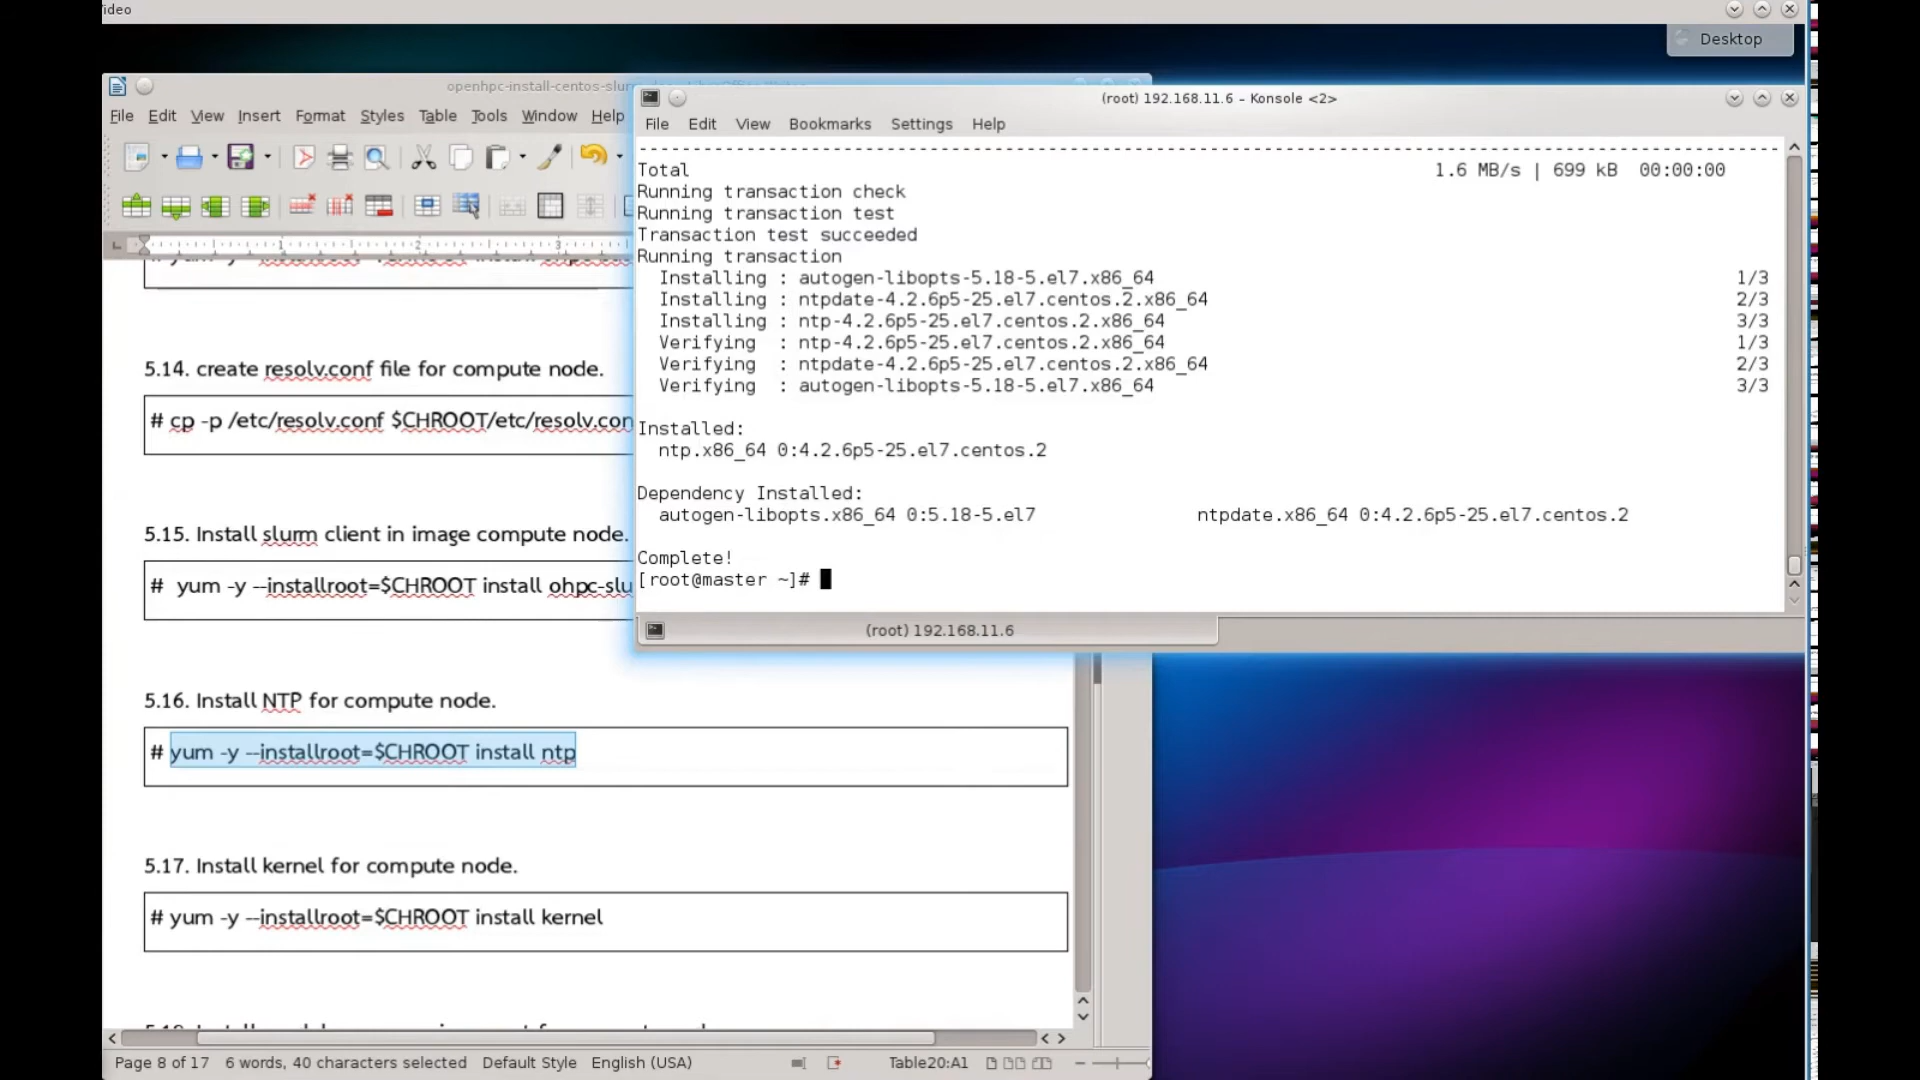 ideo
Desktop
openhpc-install-centos-slur
File Edit View Insert Format Styles Table Tools Window Help
5.14. create resolv.conf file for compute node.
# cp -p /etc/resolv.conf $CHROOT/etc/resolv.con
5.15. Install slurm client in image compute node.
# yum -y --installroot=$CHROOT install ohpc-slu
5.16. Install NTP for compute node.
# yum -y --installroot=$CHROOT install ntp
5.17. Install kernel for compute node.
# yum -y --installroot=$CHROOT install kernel
Page 8 of 17 6 words, 40 characters selected Default Style English (USA) Table20:A1
(root) 192.168.11.6 – Konsole <2>
File Edit View Bookmarks Settings Help
--------------------------------------------------------------------------------
Total 1.6 MB/s | 699 kB 00:00:00
Running transaction check
Running transaction test
Transaction test succeeded
Running transaction
Installing : autogen-libopts-5.18-5.el7.x86_64 1/3
Installing : ntpdate-4.2.6p5-25.el7.centos.2.x86_64 2/3
Installing : ntp-4.2.6p5-25.el7.centos.2.x86_64 3/3
Verifying : ntp-4.2.6p5-25.el7.centos.2.x86_64 1/3
Verifying : ntpdate-4.2.6p5-25.el7.centos.2.x86_64 2/3
Verifying : autogen-libopts-5.18-5.el7.x86_64 3/3
Installed:
ntp.x86_64 0:4.2.6p5-25.el7.centos.2
Dependency Installed:
autogen-libopts.x86_64 0:5.18-5.el7 ntpdate.x86_64 0:4.2.6p5-25.el7.centos.2
Complete!
[root@master ~]#
(root) 192.168.11.6